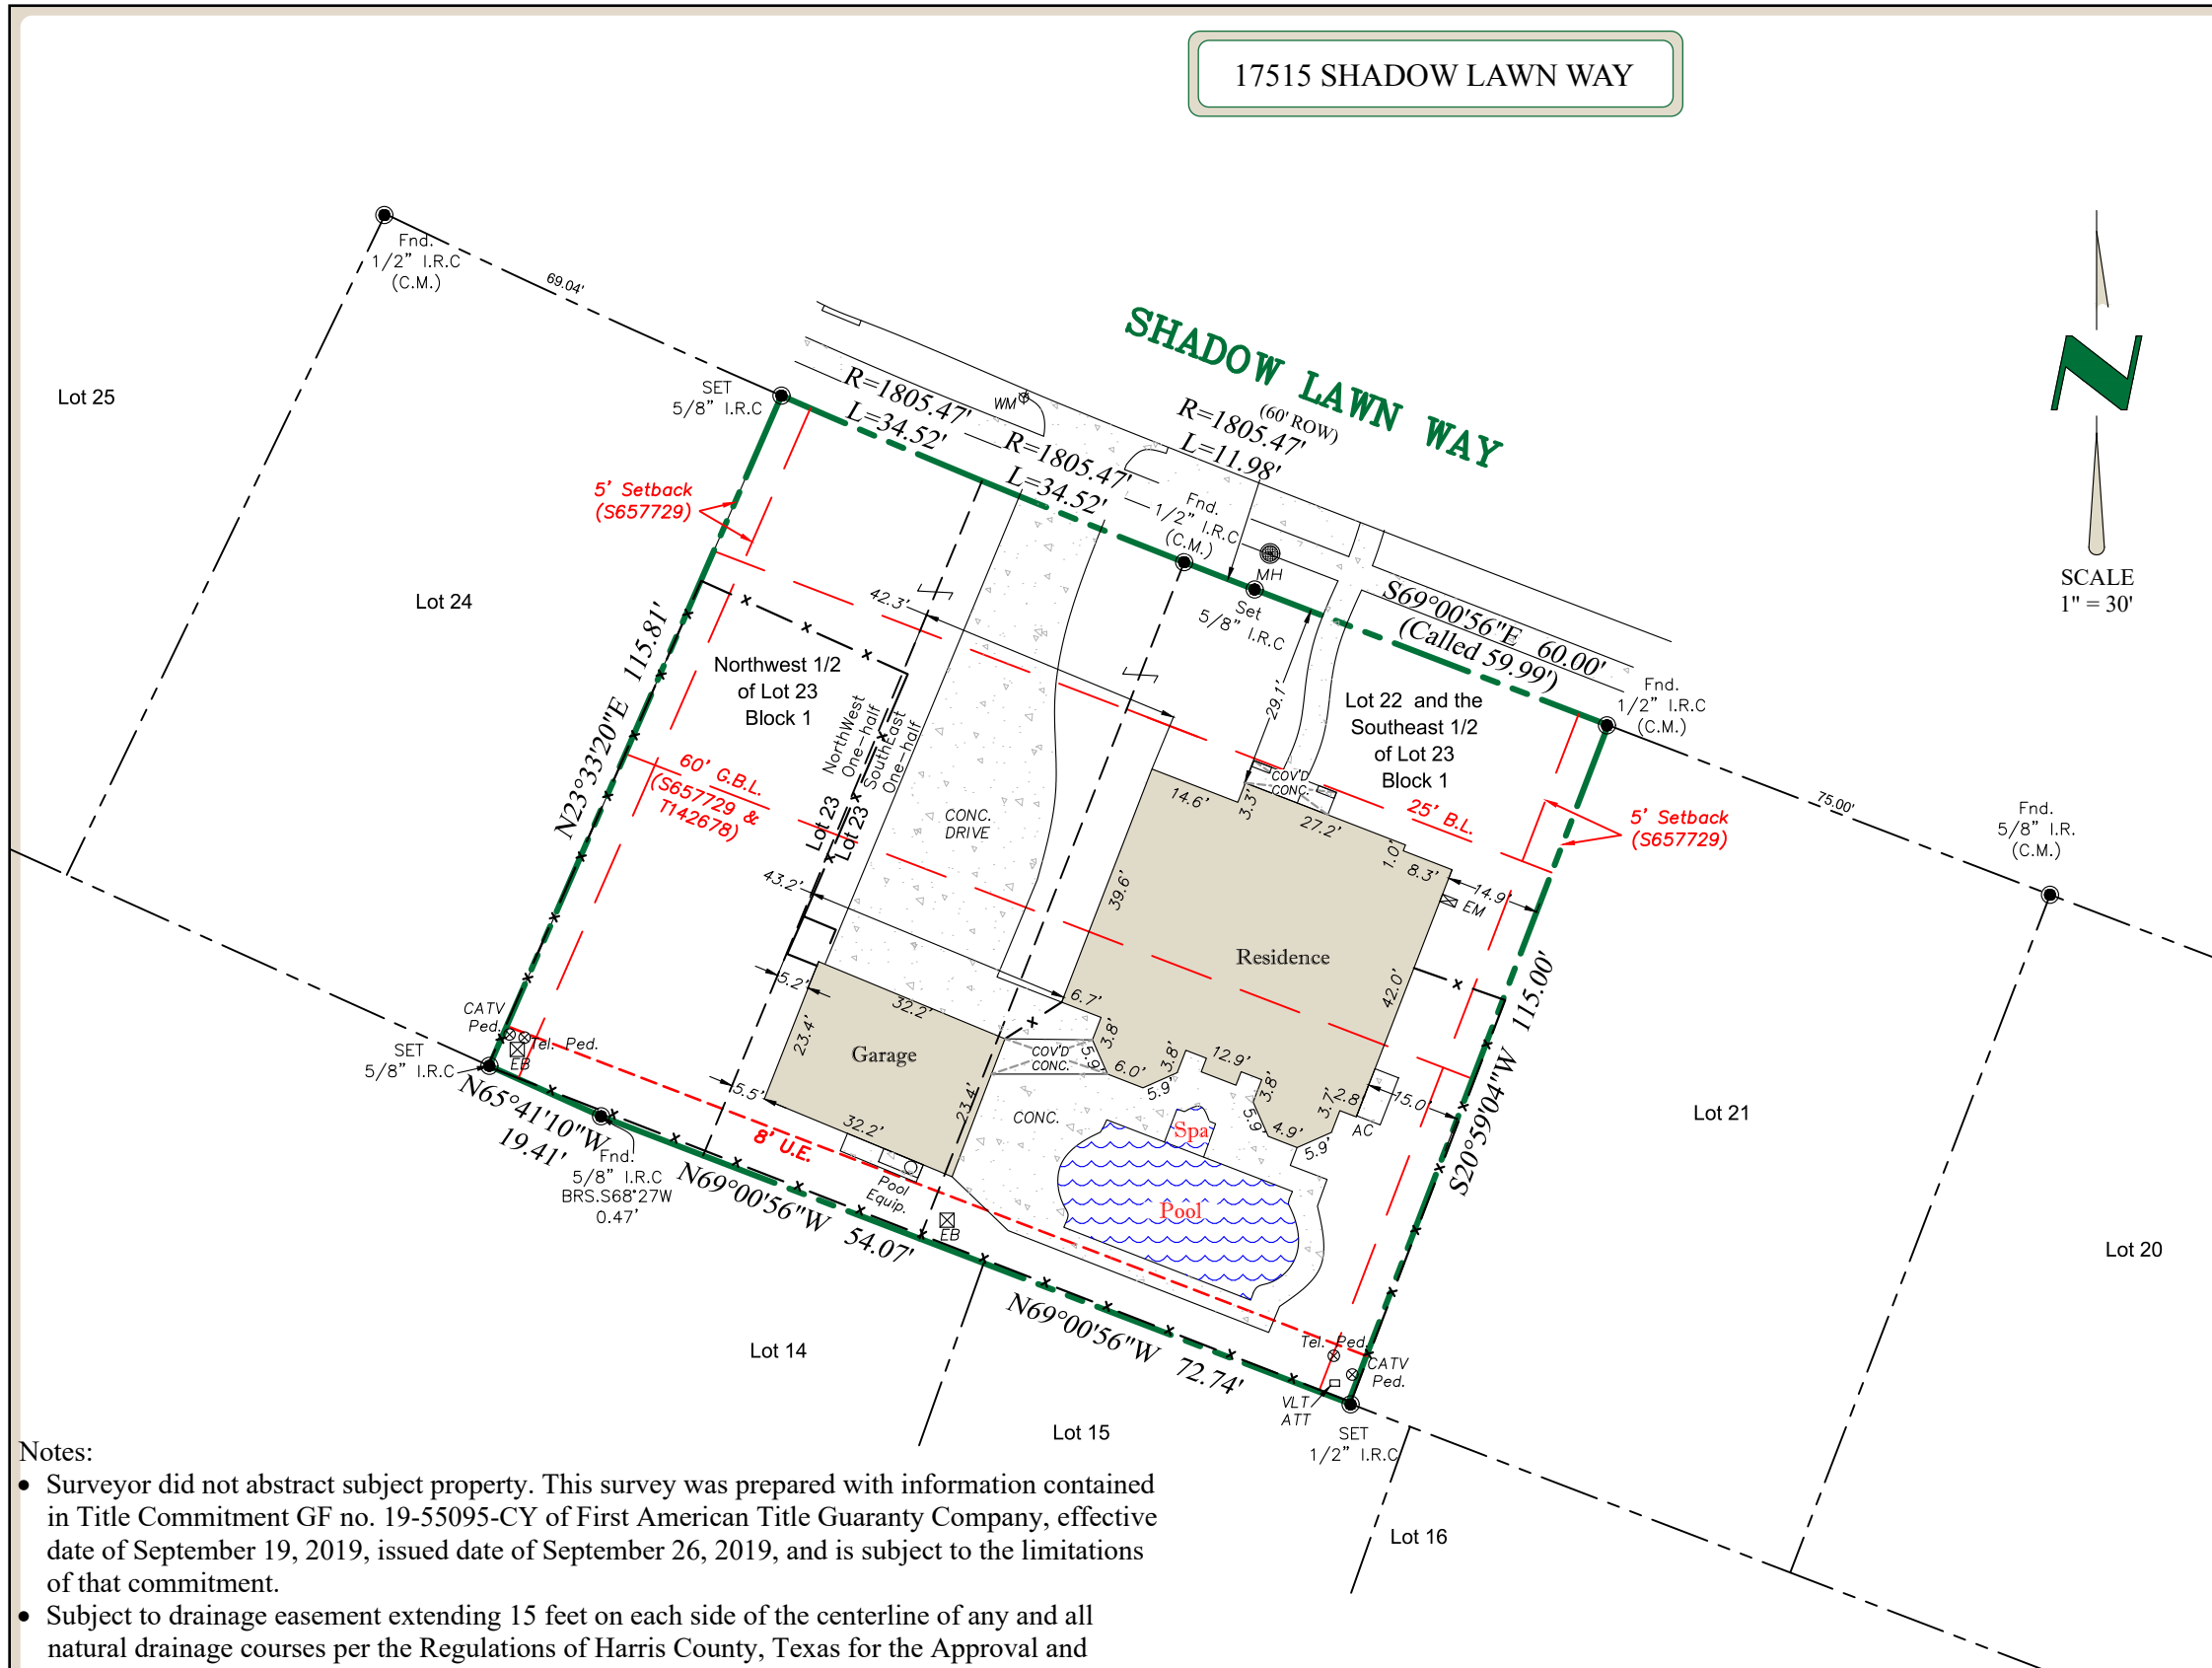 17515 SHADOW LAWN WAY
Fnd.
1/2" I.R.C
(C.M.)
69.04'
SHADOW LAWN WAY
(60' ROW)
SCALE
1" = 30'
Lot 25
SET
5/8" I.R.C
R=1805.47'
L=34.52'
WM
R=1805.47'
L=34.52'
R=1805.47'
L=11.98'
Fnd.
1/2" I.R.C
(C.M.)
MH
Set
5/8" I.R.C
S69°00'56"E 60.00'
(Called 59.99')
Fnd.
1/2" I.R.C
(C.M.)
75.00'
Fnd.
5/8" I.R.
(C.M.)
5' Setback
(S657729)
Lot 24
N23°33'20"E 115.81'
Northwest 1/2
of Lot 23
Block 1
42.3'
29.1'
Lot 22 and the
Southeast 1/2
of Lot 23
Block 1
NorthWest
One-half
SouthEast
One-half
Lot 23
Lot 23
60' G.B.L.
(S657729 &
T142678)
CONC.
DRIVE
14.6'
3.3'
COV'D
CONC.
27.2'
25' B.L.
1.0'
8.3'
5' Setback
(S657729)
14.9'
EM
39.6'
43.2'
Residence
42.0'
S20°59'04"W 115.00'
5.2'
32.2'
23.4'
Garage
6.7'
3.8'
5.9'
COV'D
CONC.
6.0'
5.9'
3.8'
12.9'
3.8'
5.9'
4.9'
5.9'
3.7'
2.8'
15.0'
AC
CATV
Ped.
Tel. Ped.
EB
SET
5/8" I.R.C
5.5'
32.2'
23.4'
CONC.
Spa
Pool
8' U.E.
Pool
Equip.
EB
N65°41'10"W
19.41'
Fnd.
5/8" I.R.C
BRS.S68°27W
0.47'
N69°00'56"W 54.07'
N69°00'56"W 72.74'
Tel. Ped.
CATV
Ped.
VLT
ATT
SET
1/2" I.R.C
Lot 21
Lot 20
Lot 14
Lot 15
Lot 16
Notes:
• Surveyor did not abstract subject property. This survey was prepared with information contained
in Title Commitment GF no. 19-55095-CY of First American Title Guaranty Company, effective
date of September 19, 2019, issued date of September 26, 2019, and is subject to the limitations
of that commitment.
• Subject to drainage easement extending 15 feet on each side of the centerline of any and all
natural drainage courses per the Regulations of Harris County, Texas for the Approval and